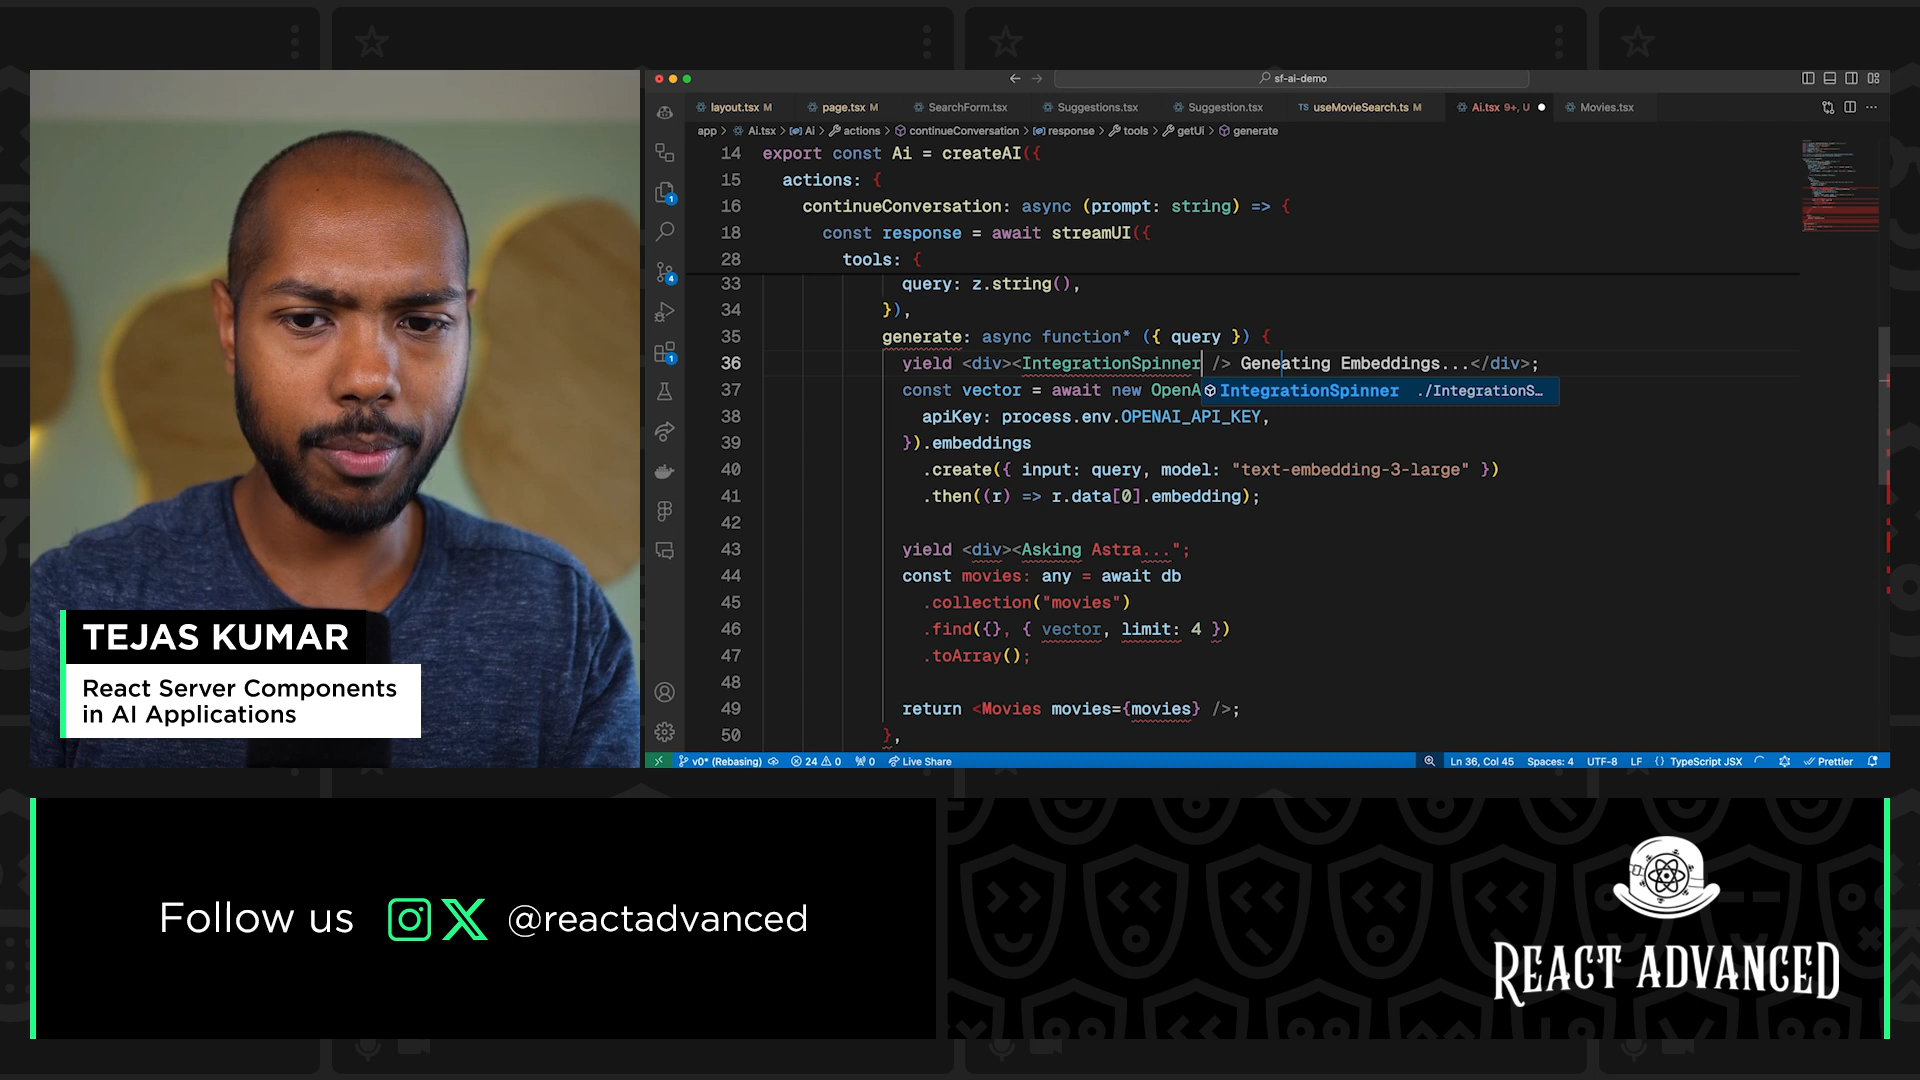 sf-ai-demo
layout.tsx M
page.tsx M
SearchForm.tsx
Suggestions.tsx
Suggestion.tsx
TS useMovieSearch.ts M
Ai.tsx 9+, U
Movies.tsx
app > Ai.tsx > Ai > actions > continueConversation > response > tools > getUi > generate
14 export const Ai = createAI({
15 actions: {
16 continueConversation: async (prompt: string) => {
18 const response = await streamUI({
28 tools: {
33 query: z.string(),
34 }),
35 generate: async function* ({ query }) {
36 yield <div><IntegrationSpinner /> Geneating Embeddings...</div>;
37 const vector = await new OpenA
IntegrationSpinner ./IntegrationS…
38 apiKey: process.env.OPENAI_API_KEY,
39 }).embeddings
40 .create({ input: query, model: "text-embedding-3-large" })
41 .then((r) => r.data[0].embedding);
42
43 yield <div><Asking Astra...";
44 const movies: any = await db
45 .collection("movies")
46 .find({}, { vector, limit: 4 })
47 .toArray();
48
49 return <Movies movies={movies} />;
50 },
1
4
1
v0* (Rebasing) 24 0 0 Live Share
Ln 36, Col 45 Spaces: 4 UTF-8 LF {} TypeScript JSX Prettier
TEJAS KUMAR
React Server Components
in AI Applications
Follow us @reactadvanced
REACT ADVANCED